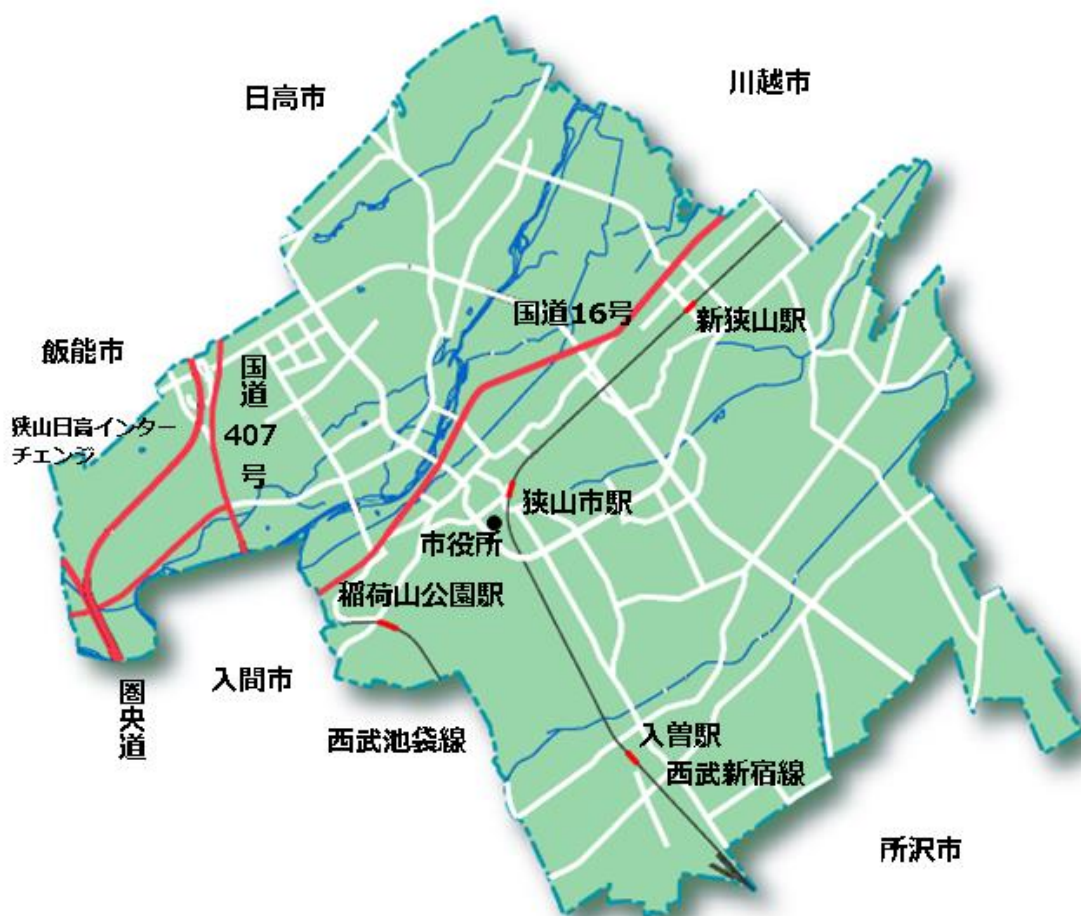 日高市
川越市
国道16号
新狭山駅
飯能市
国道
407
号
狭山日高インター
チェンジ
狭山市駅
市役所
稲荷山公園駅
入間市
圏央道
西武池袋線
入曽駅
西武新宿線
所沢市